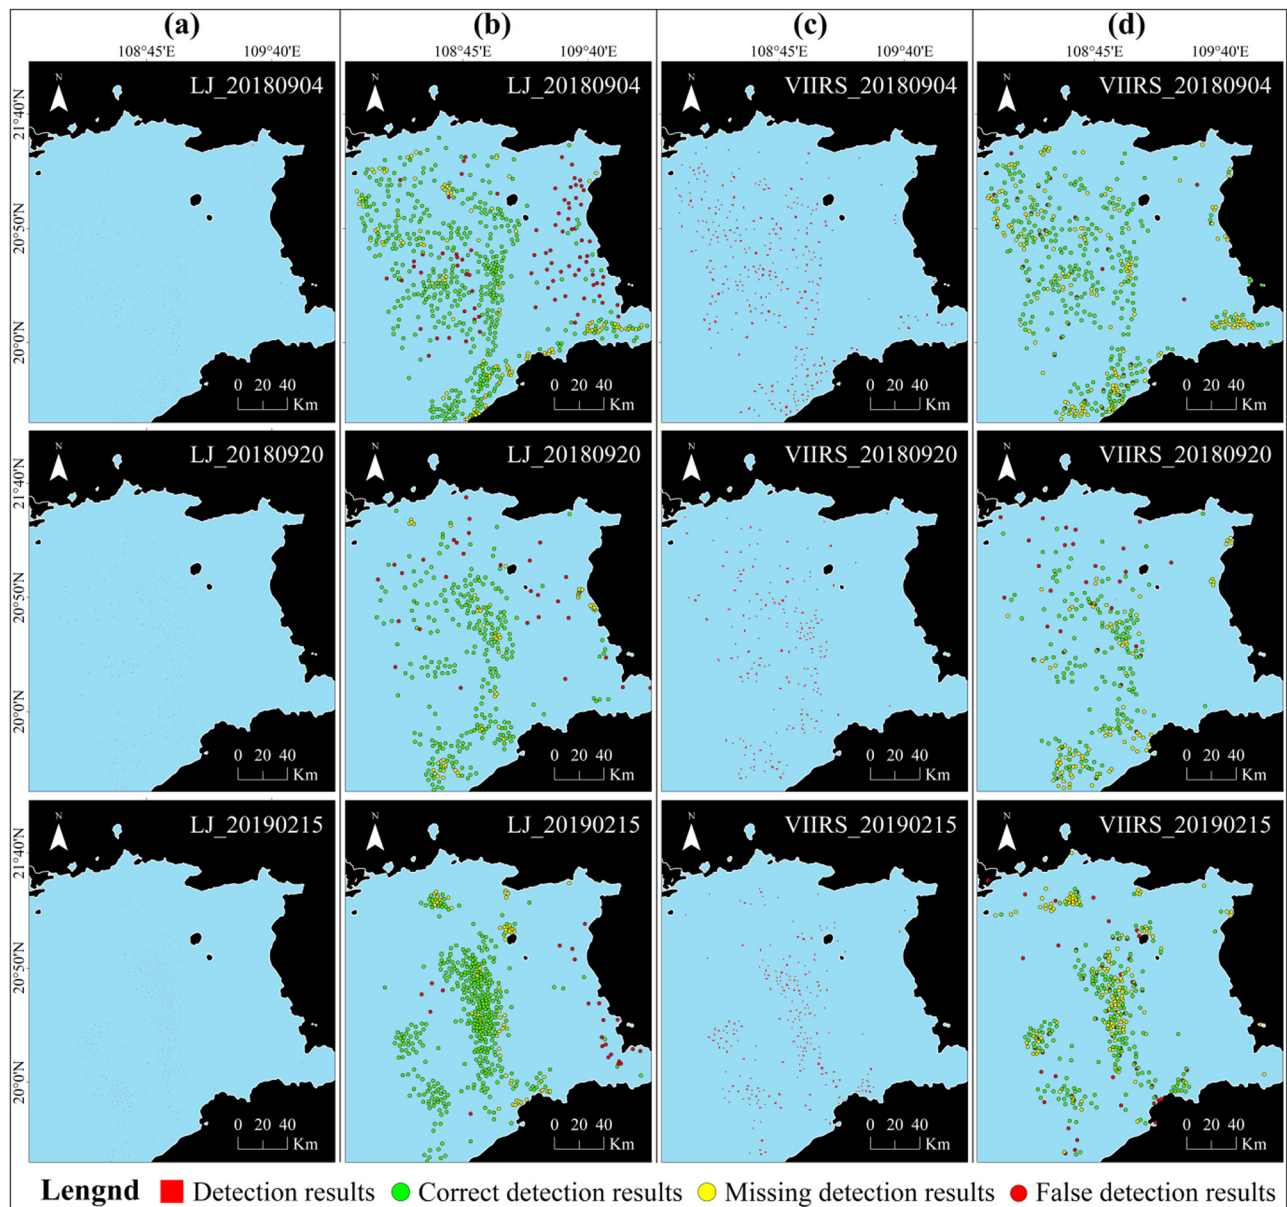 (a) (b) (c) (d)
108°45'E 109°40'E 108°45'E 109°40'E 108°45'E 109°40'E 108°45'E 109°40'E
N LJ_20180904 N LJ_20180904 N VIIRS_20180904 N VIIRS_20180904
21°40'N
20°50'N
20°0'N
0 20 40 0 20 40 0 20 40 0 20 40
Km Km Km Km
N LJ_20180920 N LJ_20180920 N VIIRS_20180920 N VIIRS_20180920
21°40'N
20°50'N
20°0'N
0 20 40 0 20 40 0 20 40 0 20 40
Km Km Km Km
N LJ_20190215 N LJ_20190215 N VIIRS_20190215 N VIIRS_20190215
21°40'N
20°50'N
20°0'N
0 20 40 0 20 40 0 20 40 0 20 40
Km Km Km Km
Lengnd Detection results Correct detection results Missing detection results False detection results